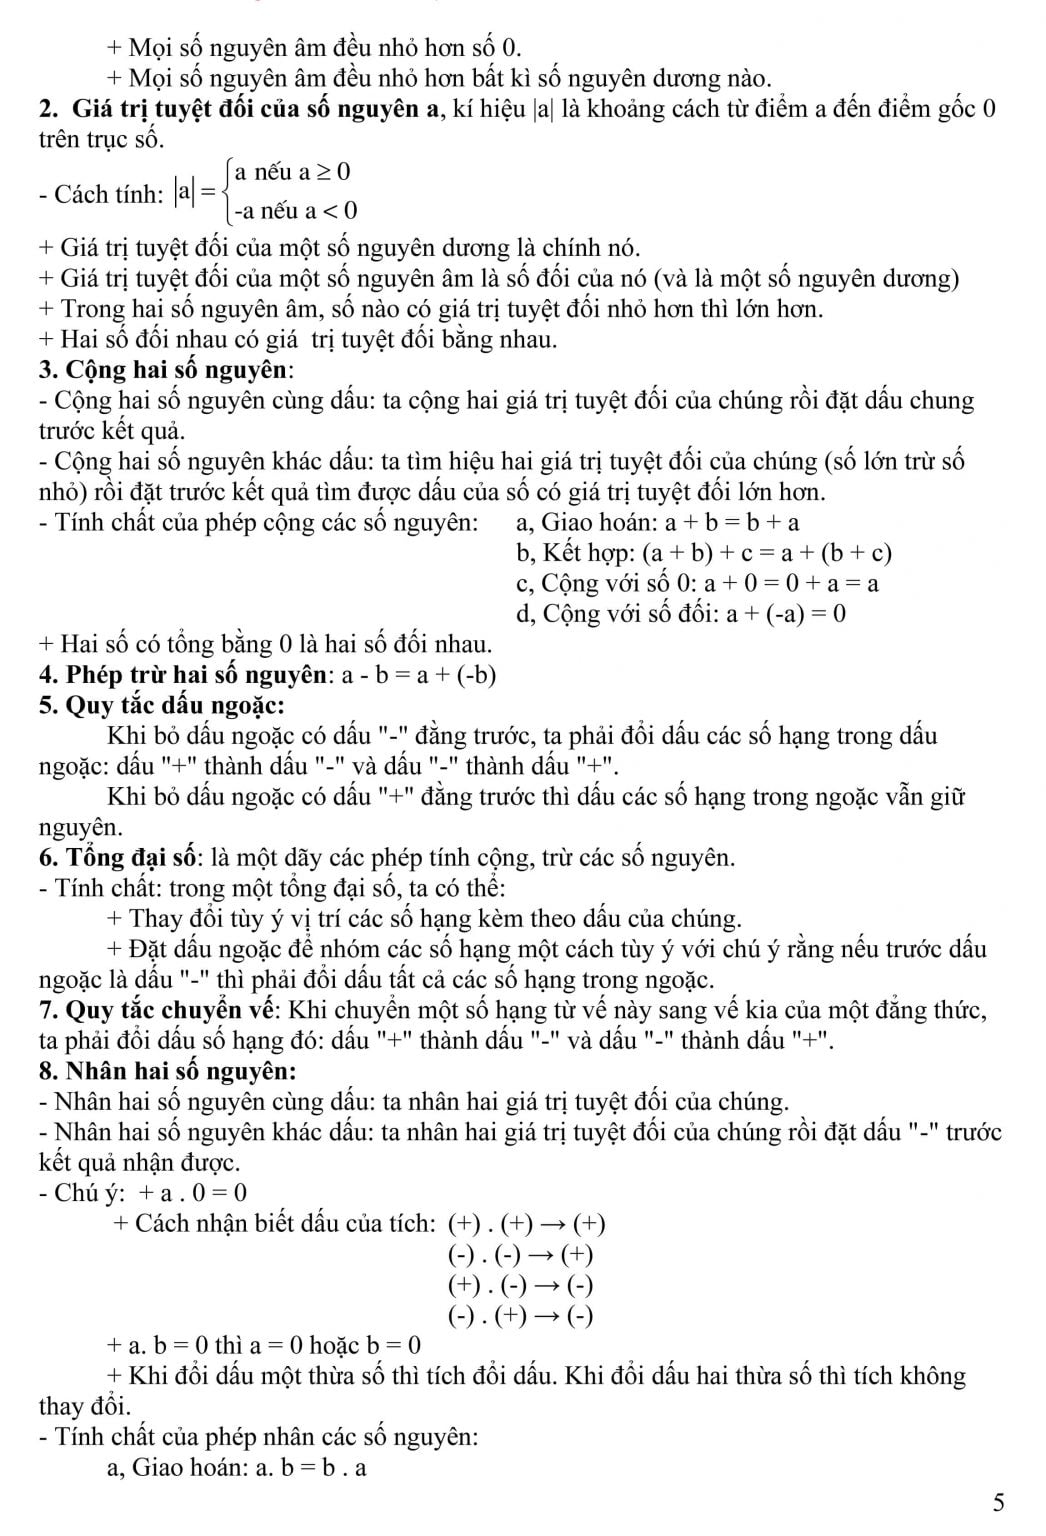 + Mọi số nguyên âm đều nhỏ hơn số 0.
+ Mọi số nguyên âm đều nhỏ hơn bất kì số nguyên dương nào.
2. Giá trị tuyệt đối của số nguyên a, kí hiệu |a| là khoảng cách từ điểm a đến điểm gốc 0
trên trục số.
- Cách tính: |a| = { a nếu a ≥ 0
-a nếu a < 0
+ Giá trị tuyệt đối của một số nguyên dương là chính nó.
+ Giá trị tuyệt đối của một số nguyên âm là số đối của nó (và là một số nguyên dương)
+ Trong hai số nguyên âm, số nào có giá trị tuyệt đối nhỏ hơn thì lớn hơn.
+ Hai số đối nhau có giá trị tuyệt đối bằng nhau.
3. Cộng hai số nguyên:
- Cộng hai số nguyên cùng dấu: ta cộng hai giá trị tuyệt đối của chúng rồi đặt dấu chung
trước kết quả.
- Cộng hai số nguyên khác dấu: ta tìm hiệu hai giá trị tuyệt đối của chúng (số lớn trừ số
nhỏ) rồi đặt trước kết quả tìm được dấu của số có giá trị tuyệt đối lớn hơn.
- Tính chất của phép cộng các số nguyên: a, Giao hoán: a + b = b + a
b, Kết hợp: (a + b) + c = a + (b + c)
c, Cộng với số 0: a + 0 = 0 + a = a
d, Cộng với số đối: a + (-a) = 0
+ Hai số có tổng bằng 0 là hai số đối nhau.
4. Phép trừ hai số nguyên: a - b = a + (-b)
5. Quy tắc dấu ngoặc:
Khi bỏ dấu ngoặc có dấu "-" đằng trước, ta phải đổi dấu các số hạng trong dấu
ngoặc: dấu "+" thành dấu "-" và dấu "-" thành dấu "+".
Khi bỏ dấu ngoặc có dấu "+" đằng trước thì dấu các số hạng trong ngoặc vẫn giữ
nguyên.
6. Tổng đại số: là một dãy các phép tính cộng, trừ các số nguyên.
- Tính chất: trong một tổng đại số, ta có thể:
+ Thay đổi tùy ý vị trí các số hạng kèm theo dấu của chúng.
+ Đặt dấu ngoặc để nhóm các số hạng một cách tùy ý với chú ý rằng nếu trước dấu
ngoặc là dấu "-" thì phải đổi dấu tất cả các số hạng trong ngoặc.
7. Quy tắc chuyển vế: Khi chuyển một số hạng từ vế này sang vế kia của một đẳng thức,
ta phải đổi dấu số hạng đó: dấu "+" thành dấu "-" và dấu "-" thành dấu "+".
8. Nhân hai số nguyên:
- Nhân hai số nguyên cùng dấu: ta nhân hai giá trị tuyệt đối của chúng.
- Nhân hai số nguyên khác dấu: ta nhân hai giá trị tuyệt đối của chúng rồi đặt dấu "-" trước
kết quả nhận được.
- Chú ý: + a . 0 = 0
+ Cách nhận biết dấu của tích: (+) . (+) → (+)
(-) . (-) → (+)
(+) . (-) → (-)
(-) . (+) → (-)
+ a. b = 0 thì a = 0 hoặc b = 0
+ Khi đổi dấu một thừa số thì tích đổi dấu. Khi đổi dấu hai thừa số thì tích không
thay đổi.
- Tính chất của phép nhân các số nguyên:
a, Giao hoán: a. b = b . a
5